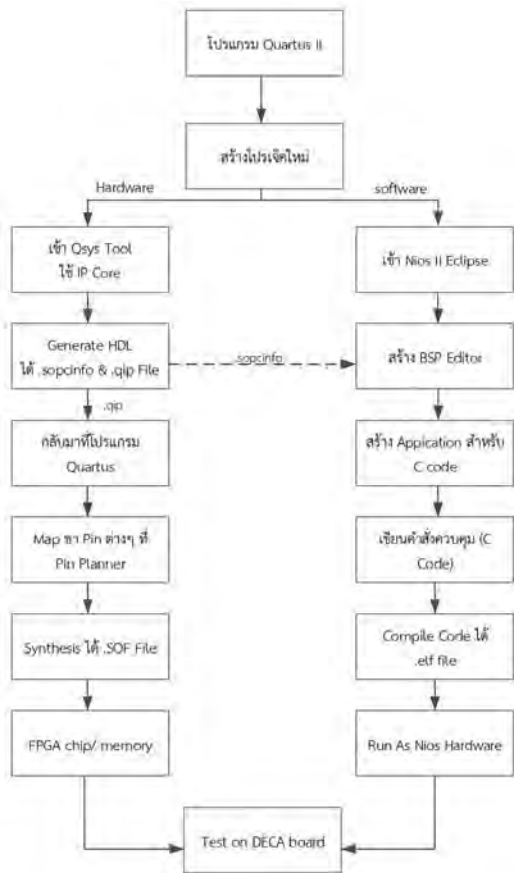 โปรแกรม Quartus II
สร้างโปรเจ็คใหม่
Hardware
software
เข้า Qsys Tool
ใช้ IP Core
เข้า Nios II Eclipse
Generate HDL
ได้ .sopcinfo & .qip File
.sopcinfo
สร้าง BSP Editor
.qip
กลับมาที่โปรแกรม
Quartus
สร้าง Appication สำหรับ
C code
Map ขา Pin ต่างๆ ที่
Pin Planner
เขียนคำสั่งควบคุม (C
Code)
Synthesis ได้ .SOF File
Compile Code ได้
.elf file
FPGA chip/ memory
Run As Nios Hardware
Test on DECA board